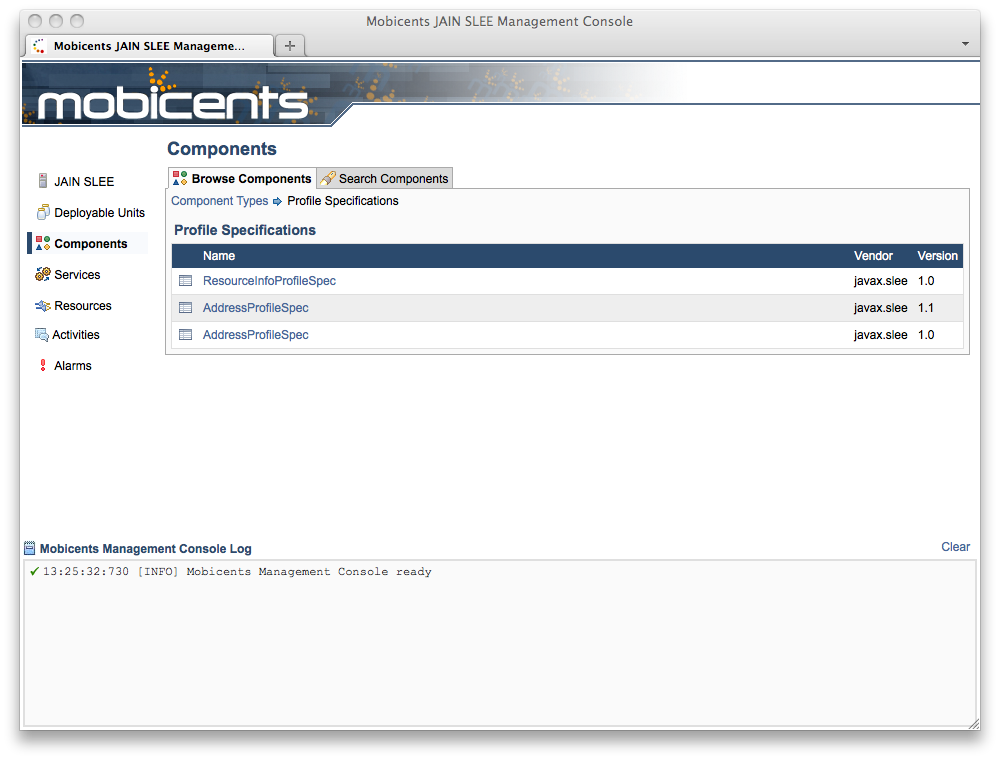 Mobicents JAIN SLEE Management Console
Mobicents JAIN SLEE Manageme...
mobicents
Components
JAIN SLEE
Deployable Units
Components
Services
Resources
Activities
Alarms
Browse Components
Search Components
Component Types Profile Specifications
Profile Specifications
Name Vendor Version
ResourceInfoProfileSpec javax.slee 1.0
AddressProfileSpec javax.slee 1.1
AddressProfileSpec javax.slee 1.0
Mobicents Management Console Log
Clear
13:25:32:730 [INFO] Mobicents Management Console ready